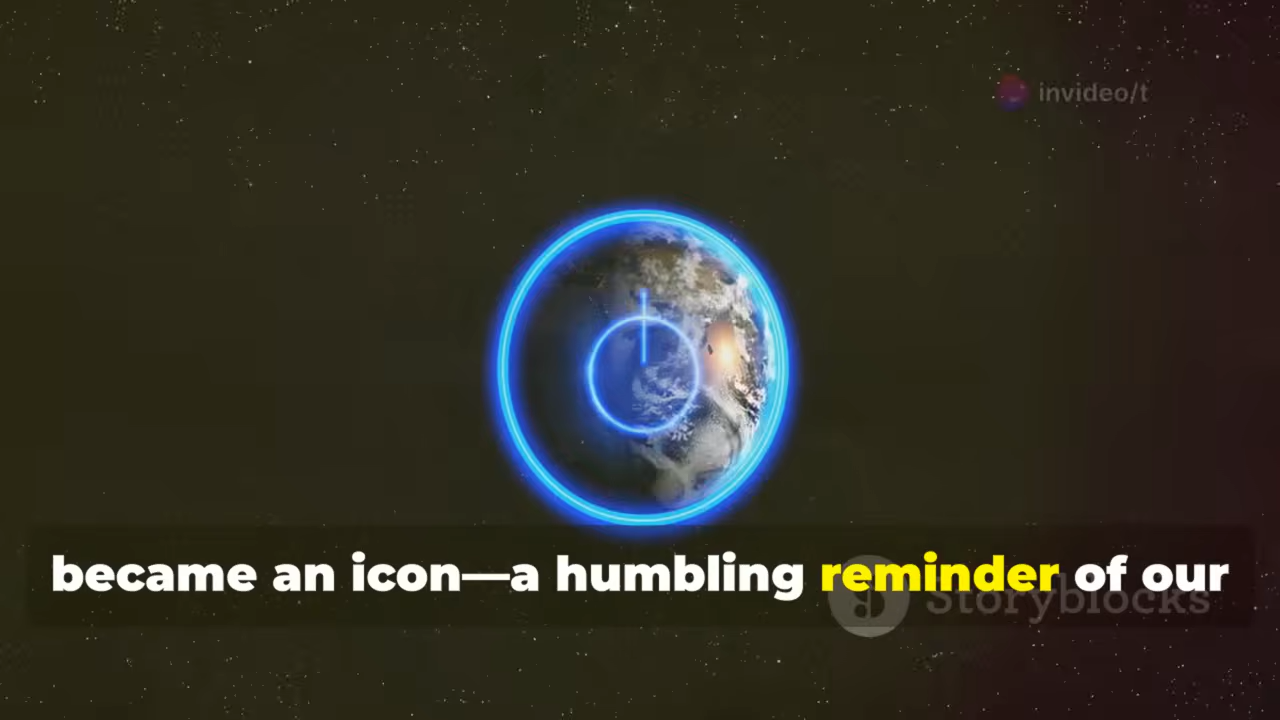 invideo/t
became an icon—a humbling reminder of our
Storyblocks